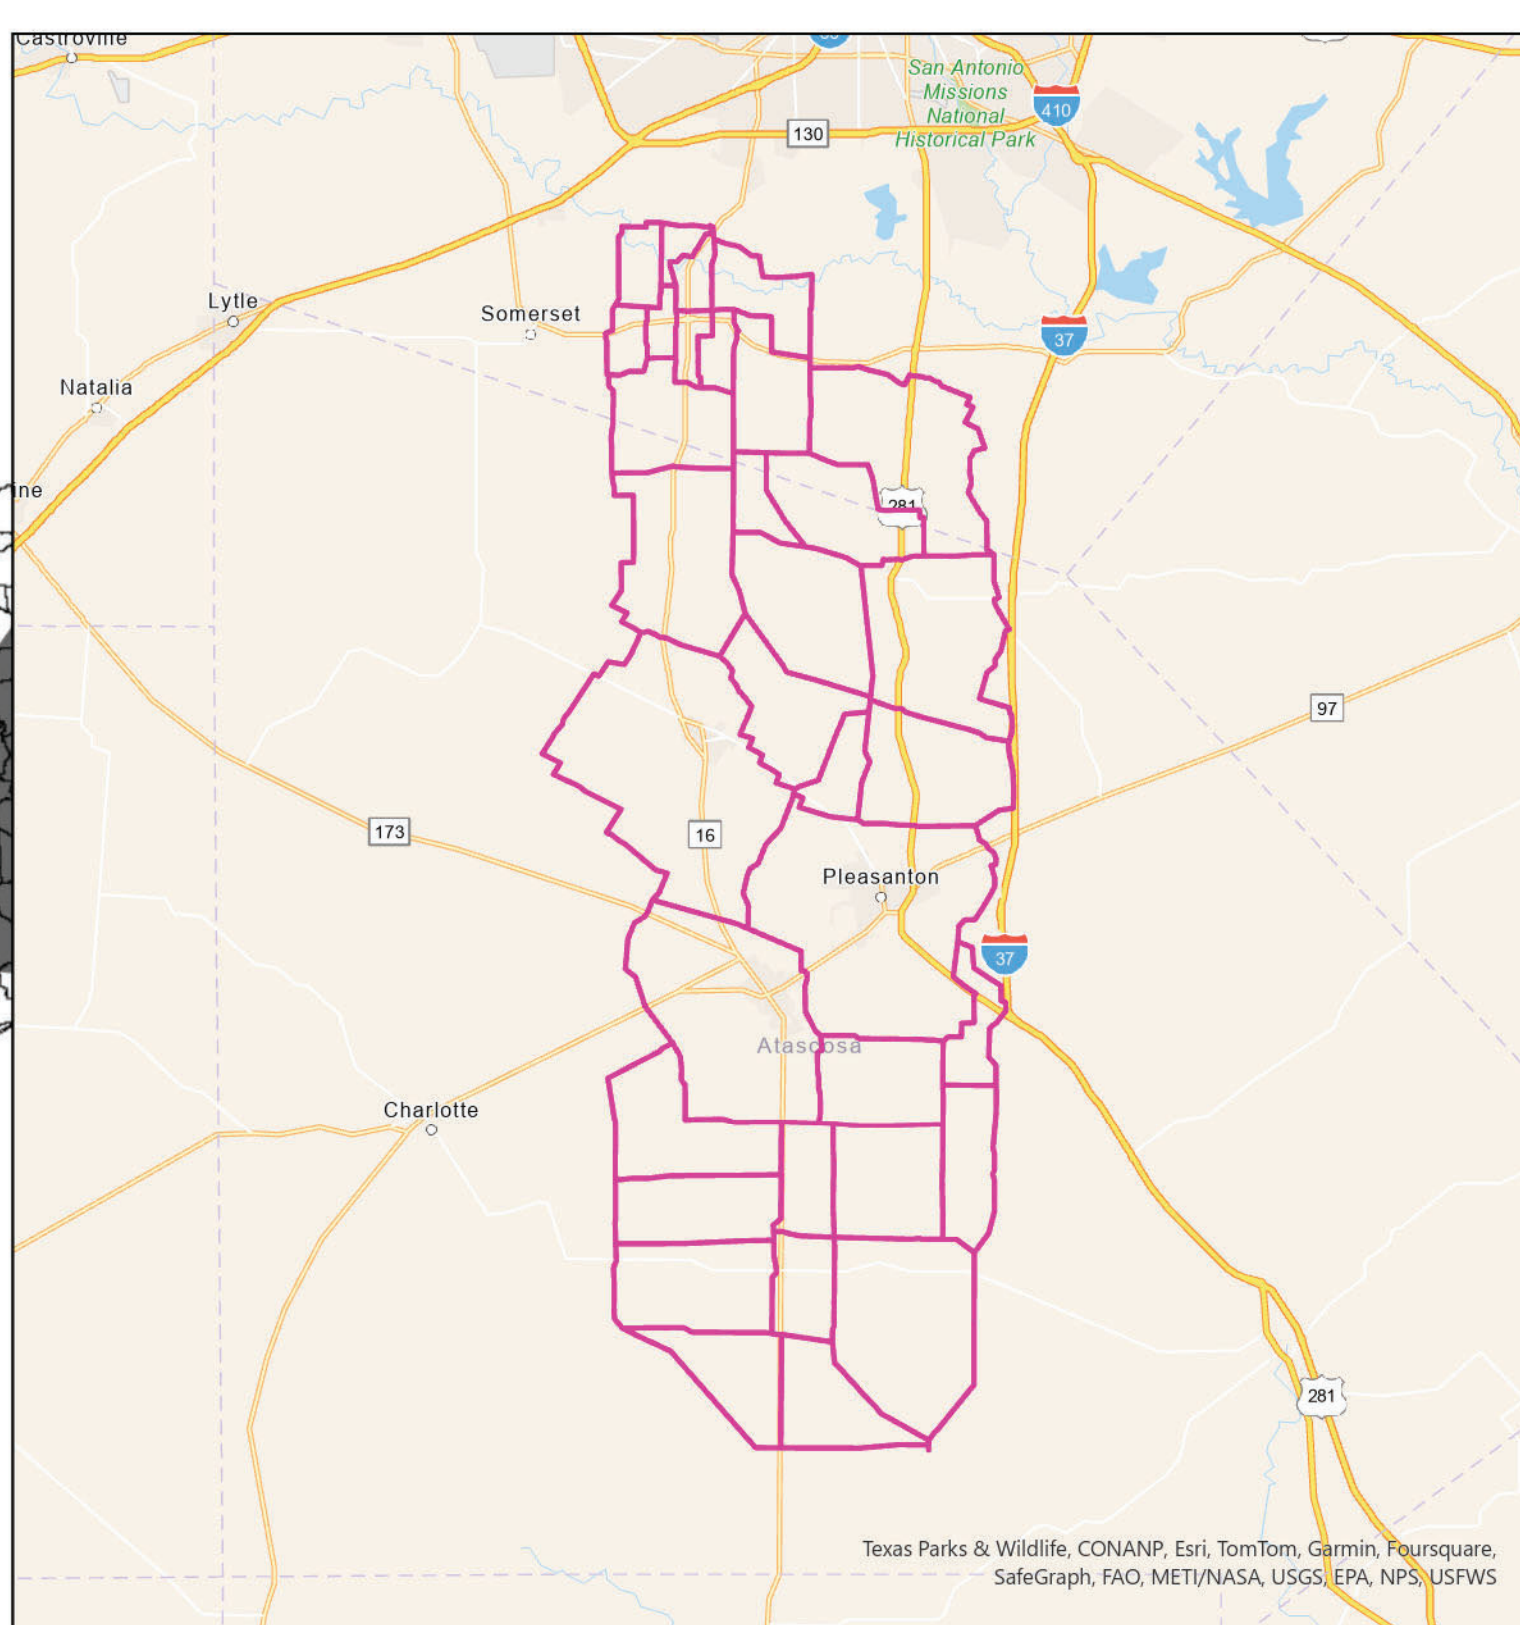 Castroville
San Antonio
Missions
National
Historical Park
410
130
Lytle
Somerset
37
Natalia
ine
281
97
173
16
Pleasanton
37
Atascosa
Charlotte
281
Texas Parks & Wildlife, CONANP, Esri, TomTom, Garmin, Foursquare,
SafeGraph, FAO, METI/NASA, USGS, EPA, NPS, USFWS